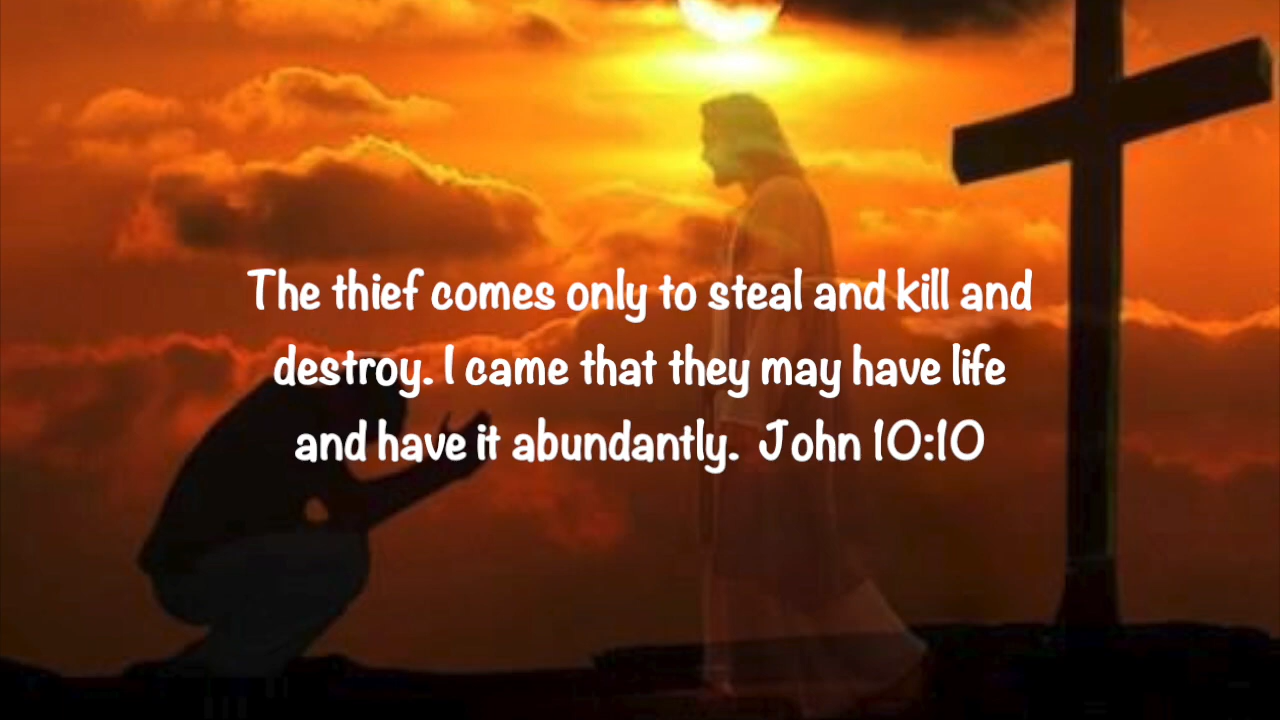 The thief comes only to steal and kill and
destroy. I came that they may have life
and have it abundantly.  John 10:10